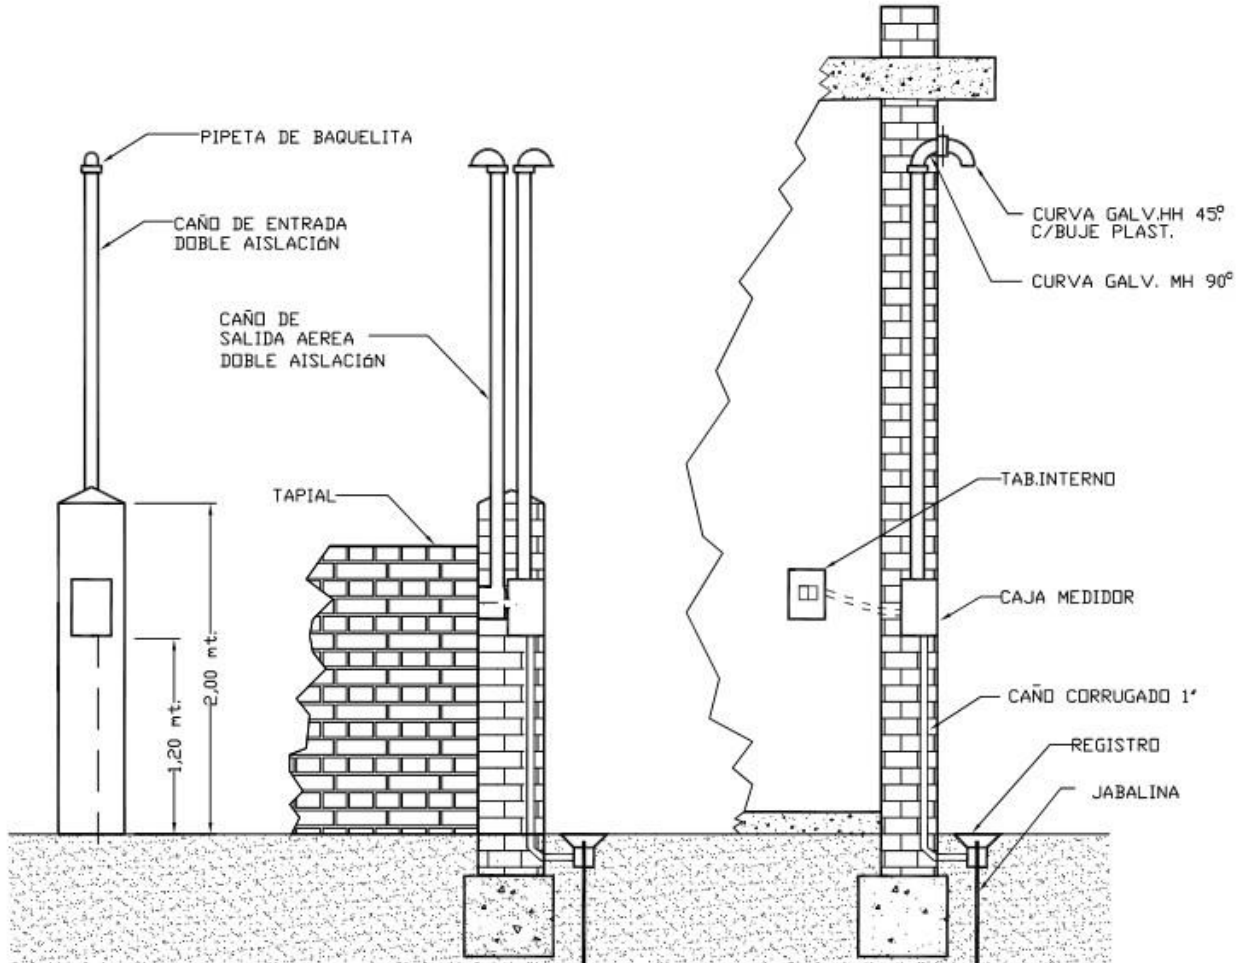 PIPETA DE BAQUELITA
CAÑO DE ENTRADA
DOBLE AISLACIóN
CAÑO DE
SALIDA AEREA
DOBLE AISLACIóN
TAPIAL
1,20 mt.
2,00 mt.
CURVA GALV.HH 45º
C/BUJE PLAST.
CURVA GALV. MH 90º
TAB.INTERNO
CAJA MEDIDOR
CAÑO CORRUGADO 1"
REGISTRO
JABALINA